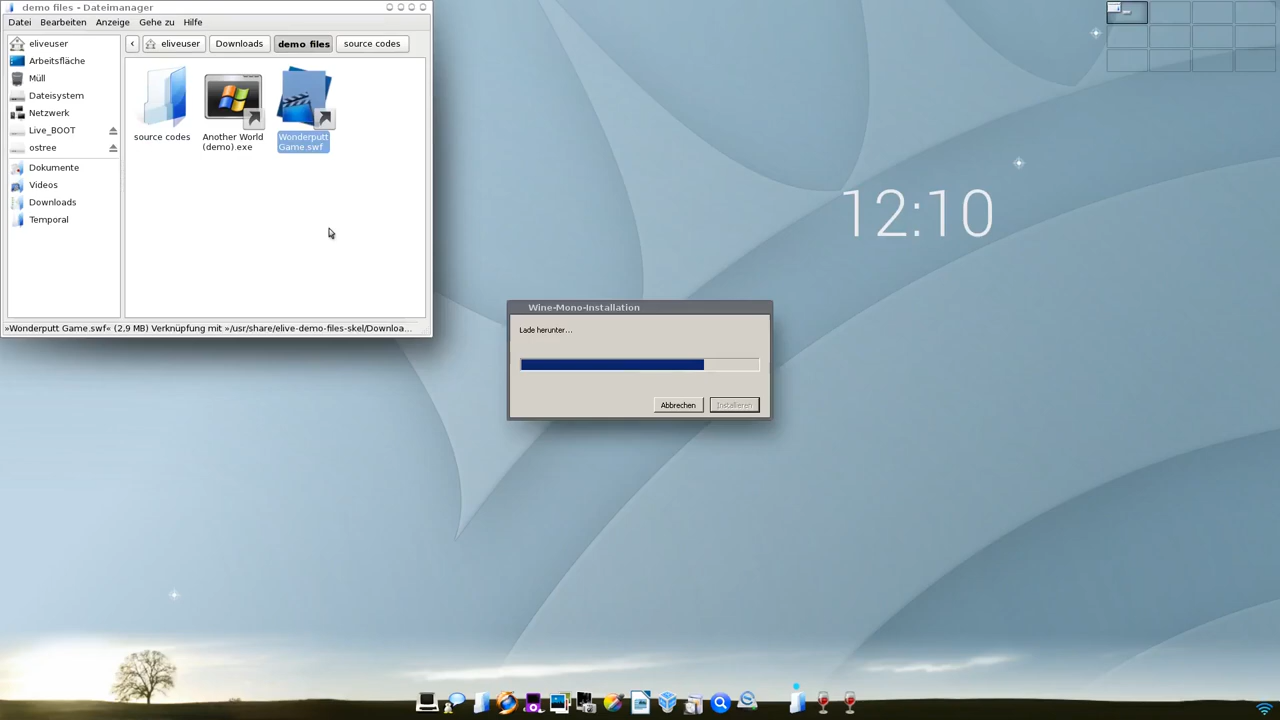 demo files - Dateimanager
Datei Bearbeiten Anzeige Gehe zu Hilfe
eliveuser
Arbeitsfläche
Müll
Dateisystem
Netzwerk
Live_BOOT
ostree
Dokumente
Videos
Downloads
Temporal
eliveuser Downloads demo files source codes
source codes
Another World
(demo).exe
Wonderputt
Game.swf
»Wonderputt Game.swf« (2,9 MB) Verknüpfung mit »/usr/share/elive-demo-files-skel/Downloa...
12:10
Wine-Mono-Installation
Lade herunter...
Abbrechen Installieren